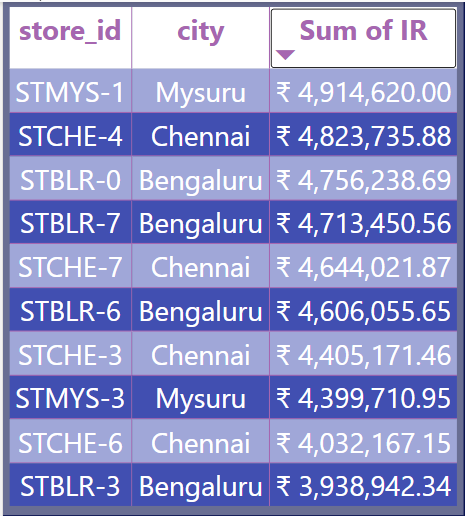 store_id city Sum of IR
STMYS-1 Mysuru ₹ 4,914,620.00
STCHE-4 Chennai ₹ 4,823,735.88
STBLR-0 Bengaluru ₹ 4,756,238.69
STBLR-7 Bengaluru ₹ 4,713,450.56
STCHE-7 Chennai ₹ 4,644,021.87
STBLR-6 Bengaluru ₹ 4,606,055.65
STCHE-3 Chennai ₹ 4,405,171.46
STMYS-3 Mysuru ₹ 4,399,710.95
STCHE-6 Chennai ₹ 4,032,167.15
STBLR-3 Bengaluru ₹ 3,938,942.34